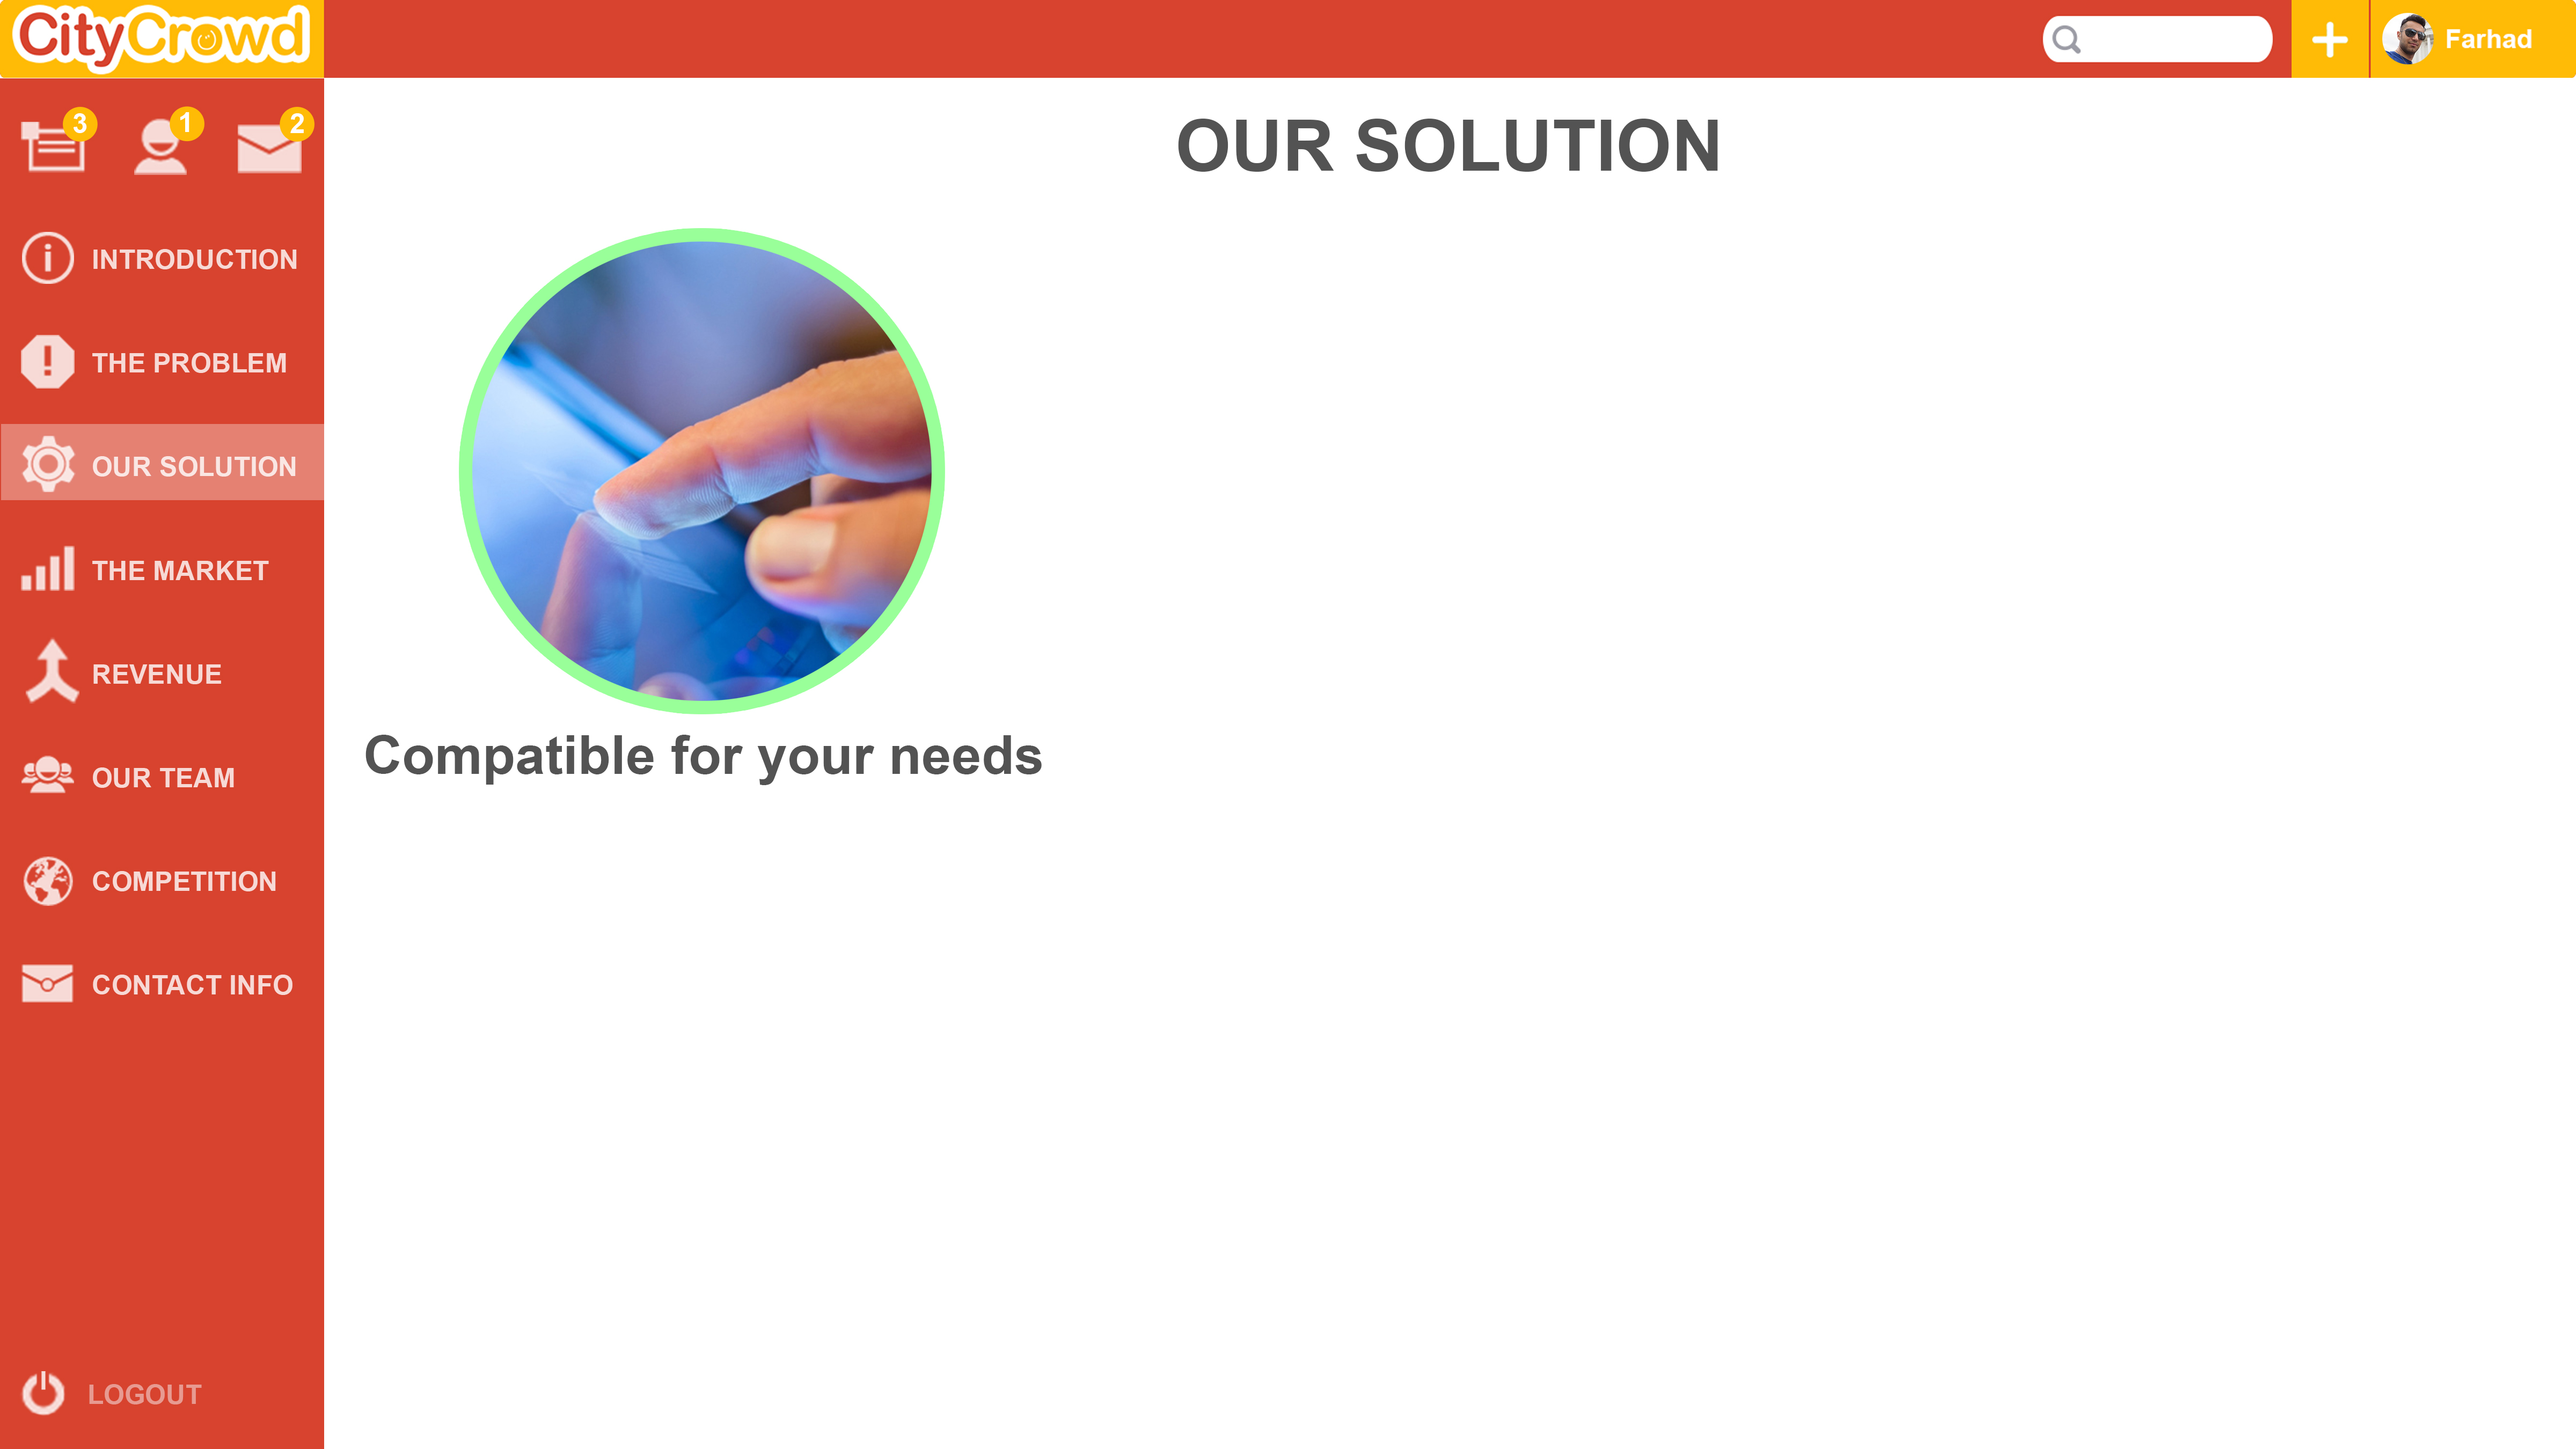 CityCrowd
Farhad
3
1
2
INTRODUCTION
THE PROBLEM
OUR SOLUTION
THE MARKET
REVENUE
OUR TEAM
COMPETITION
CONTACT INFO
LOGOUT
OUR SOLUTION
Compatible for your needs